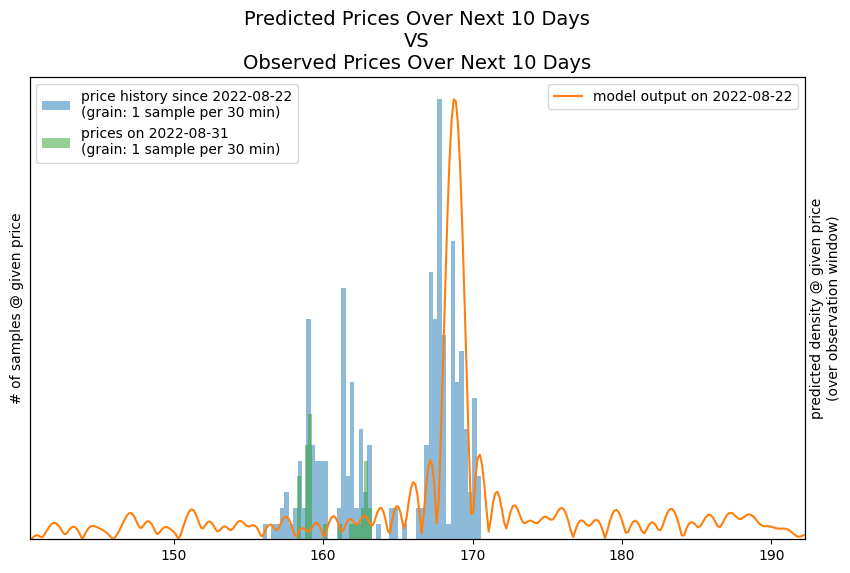 Predicted Prices Over Next 10 Days
VS
Observed Prices Over Next 10 Days
price history since 2022-08-22
(grain: 1 sample per 30 min)
prices on 2022-08-31
(grain: 1 sample per 30 min)
model output on 2022-08-22
# of samples @ given price
predicted density @ given price
(over observation window)
150
160
170
180
190